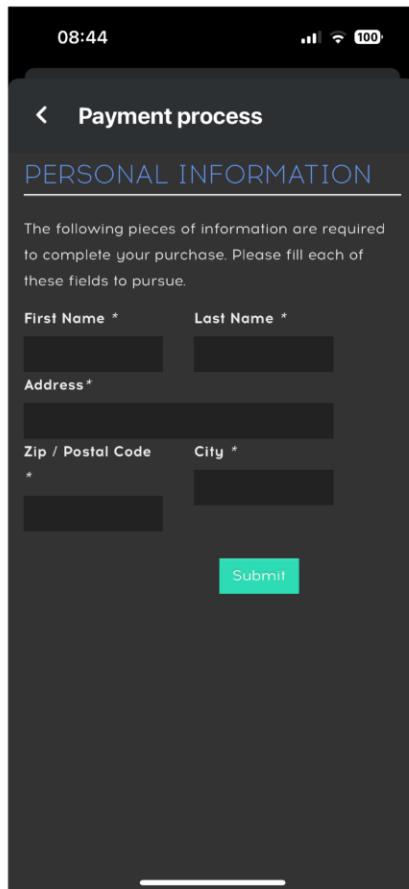 08:44
100
Payment process
PERSONAL INFORMATION
The following pieces of information are required
to complete your purchase. Please fill each of
these fields to pursue.
First Name * Last Name *
Address*
Zip / Postal Code City *
*
Submit